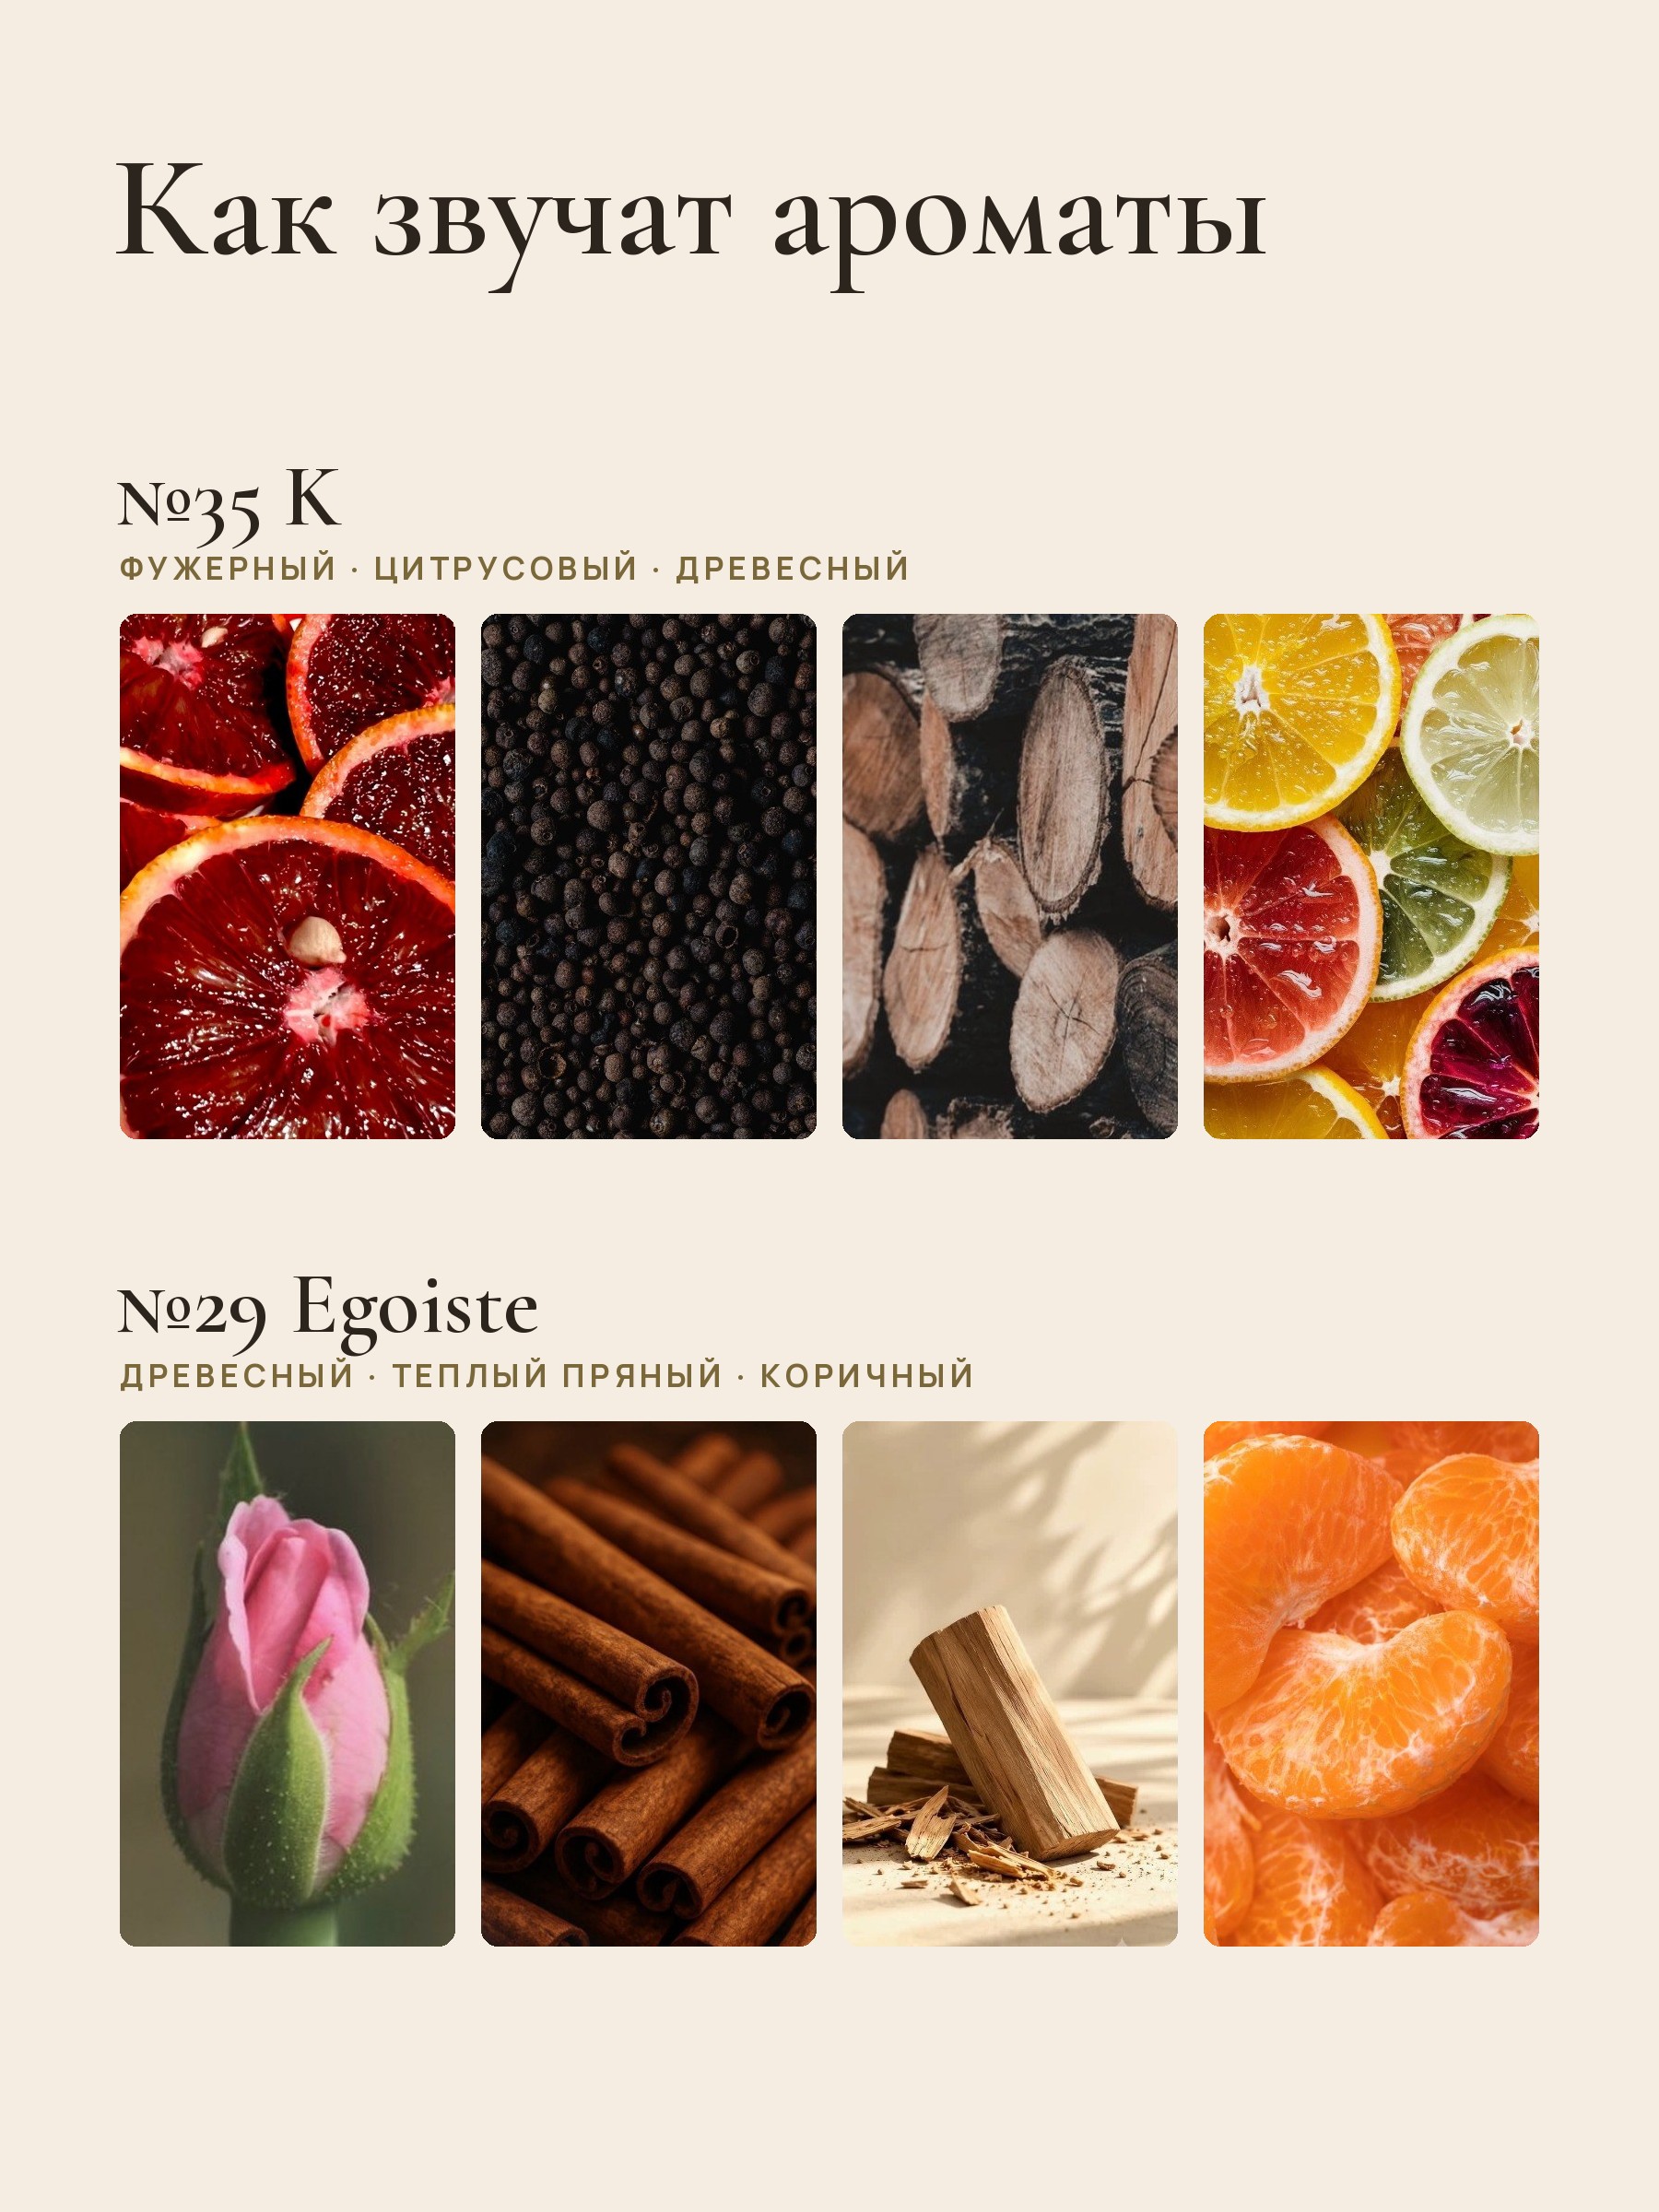 Как звучат ароматы
№35 K
ФУЖЕРНЫЙ · ЦИТРУСОВЫЙ · ДРЕВЕСНЫЙ
№29 Egoiste
ДРЕВЕСНЫЙ · ТЕПЛЫЙ ПРЯНЫЙ · КОРИЧНЫЙ